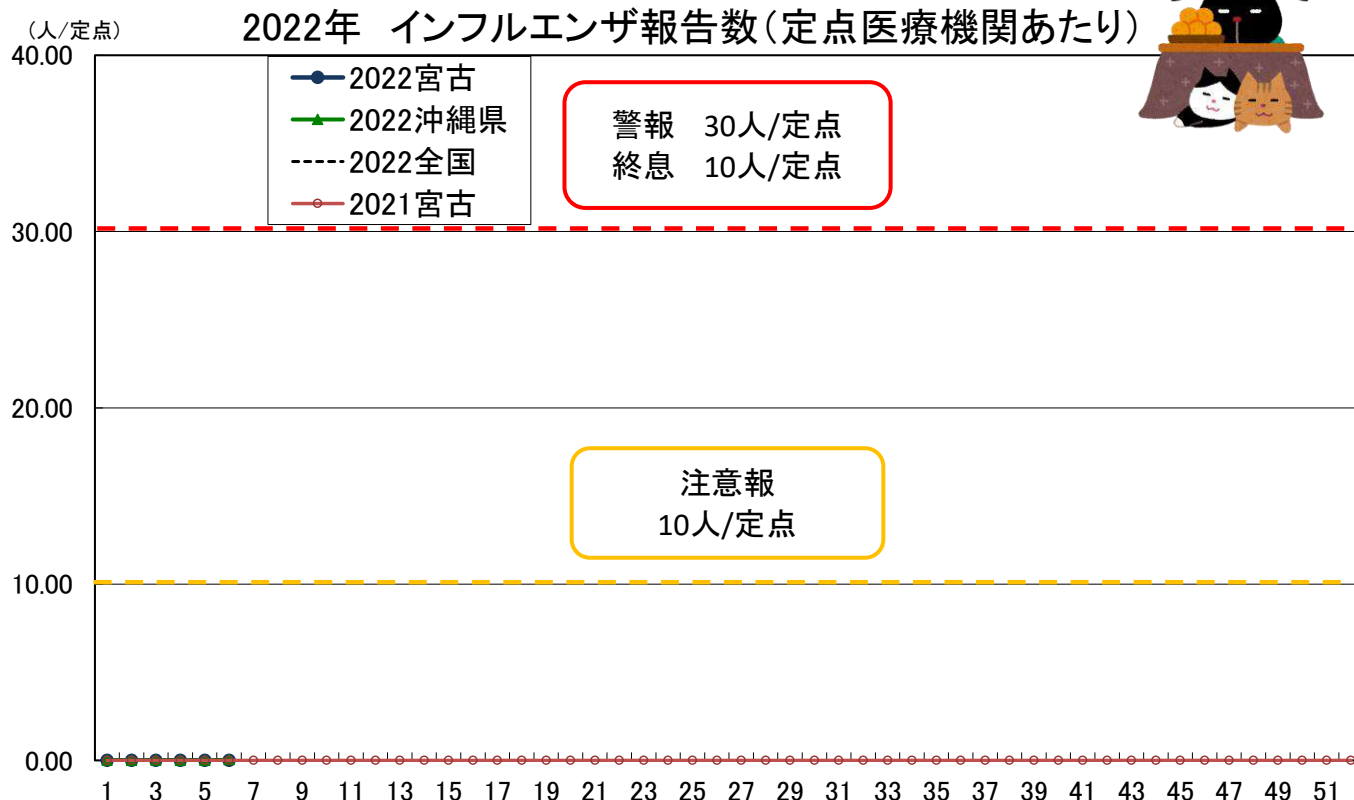 2022年　インフルエンザ報告数（定点医療機関あたり）
（人/定点）
40.00
30.00
20.00
10.00
0.00
2022宮古
2022沖縄県
2022全国
2021宮古
警報　30人/定点
終息　10人/定点
注意報
10人/定点
1 3 5 7 9 11 13 15 17 19 21 23 25 27 29 31 33 35 37 39 41 43 45 47 49 51